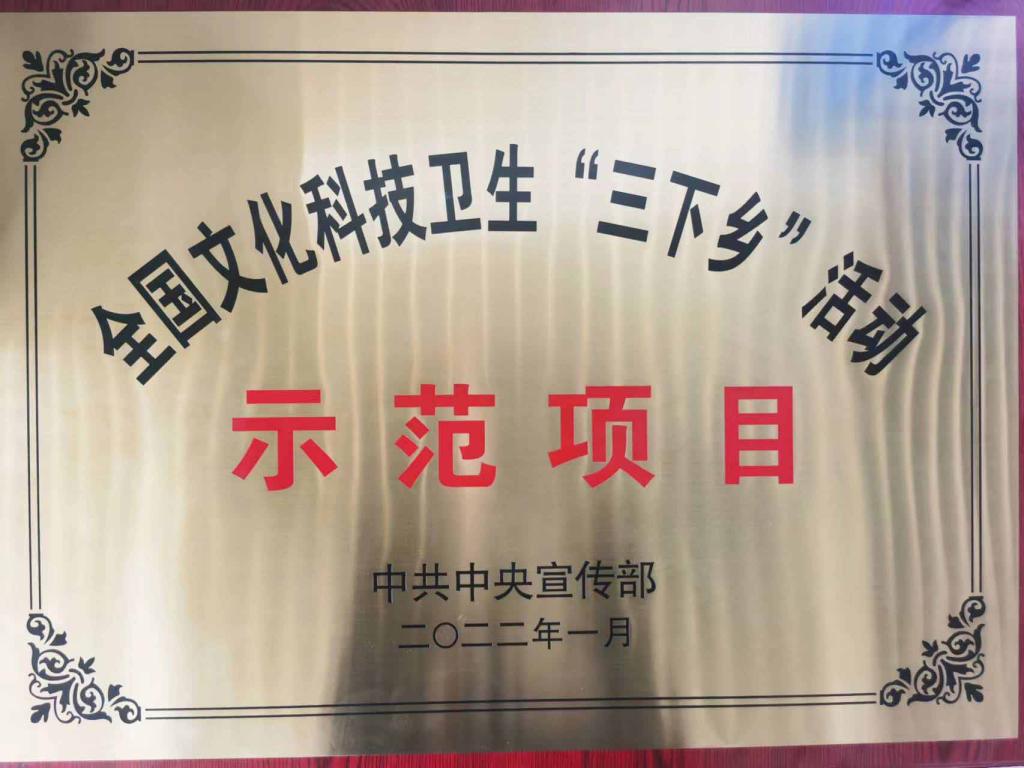 全国文化科技卫生“三下乡”活动
示范项目
中共中央宣传部
二〇二二年一月